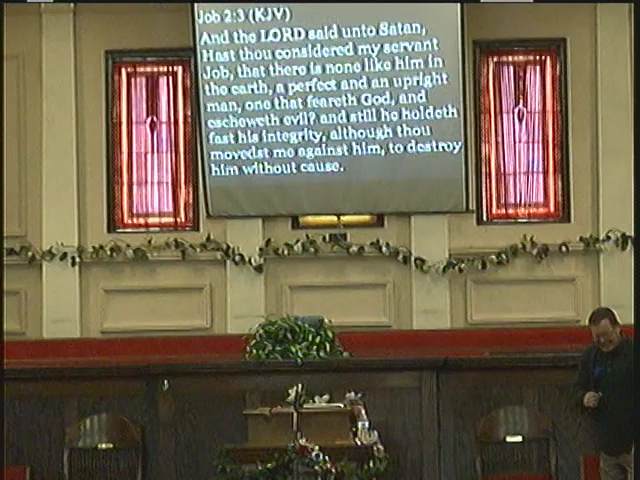 Job 2:3 (KJV)
And the LORD said unto Satan,
Hast thou considered my servant
Job, that there is none like him in
the earth, a perfect and an upright
man, one that feareth God, and
escheweth evil? and still he holdeth
fast his integrity, although thou
movedst me against him, to destroy
him without cause.